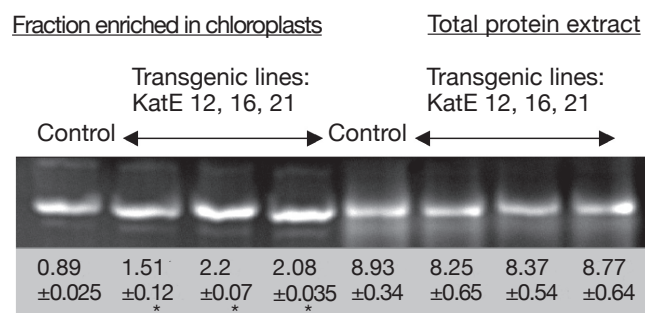 Fraction enriched in chloroplasts Total protein extract
Transgenic lines: Transgenic lines:
KatE 12, 16, 21 KatE 12, 16, 21
Control Control
0.89 1.51 2.2 2.08 8.93 8.25 8.37 8.77
±0.025 ±0.12 ±0.07 ±0.035 ±0.34 ±0.65 ±0.54 ±0.64
* * *